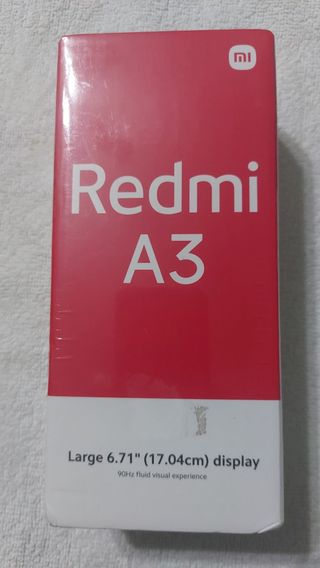 mi
Redmi
A3
Large 6.71" (17.04cm) display
90Hz fluid visual experience